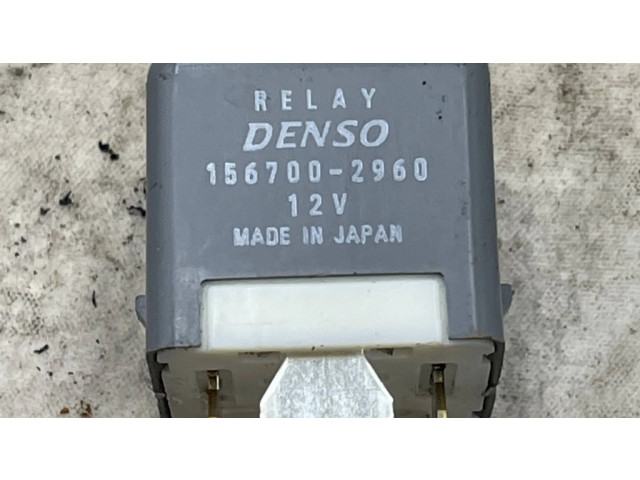 RELAY
DENSO
156700-2960
12V
MADE IN JAPAN